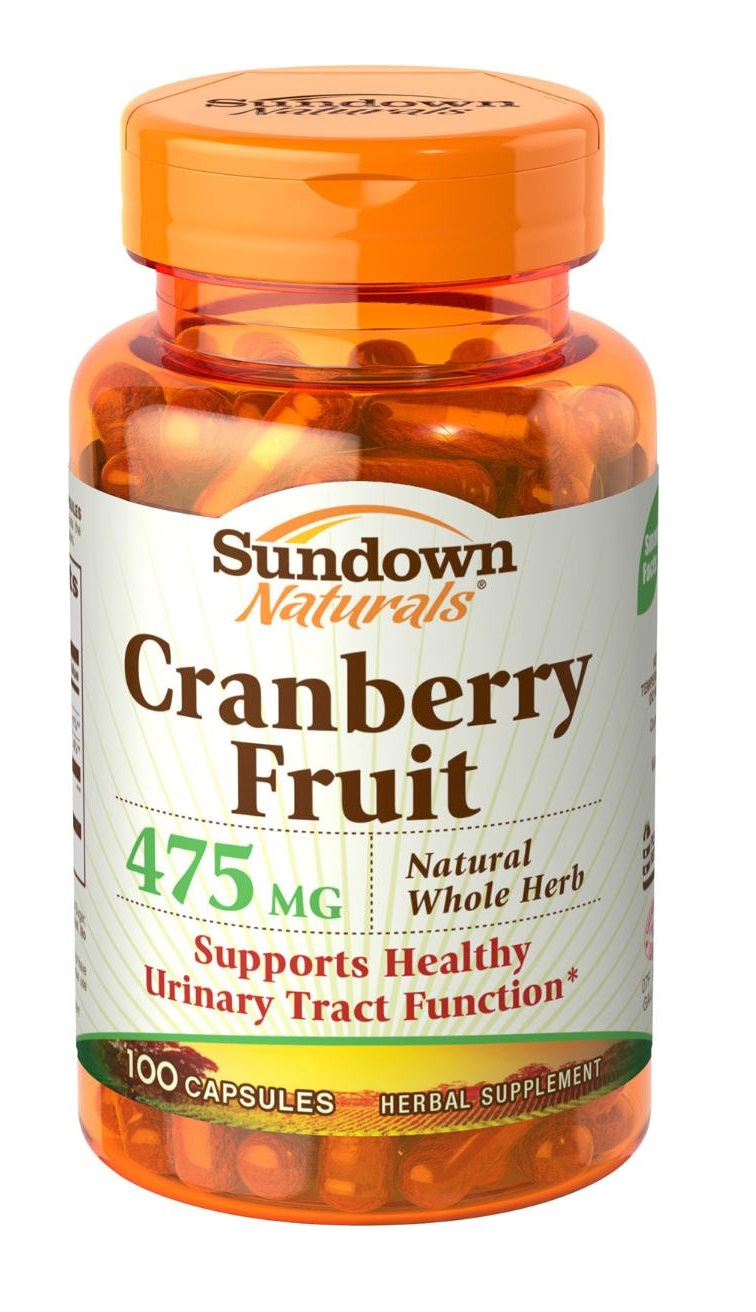 Sundown
Naturals
Sundown
Naturals®
Cranberry
Fruit
475 MG
Natural
Whole Herb
Supports Healthy
Urinary Tract Function*
100 CAPSULES
HERBAL SUPPLEMENT